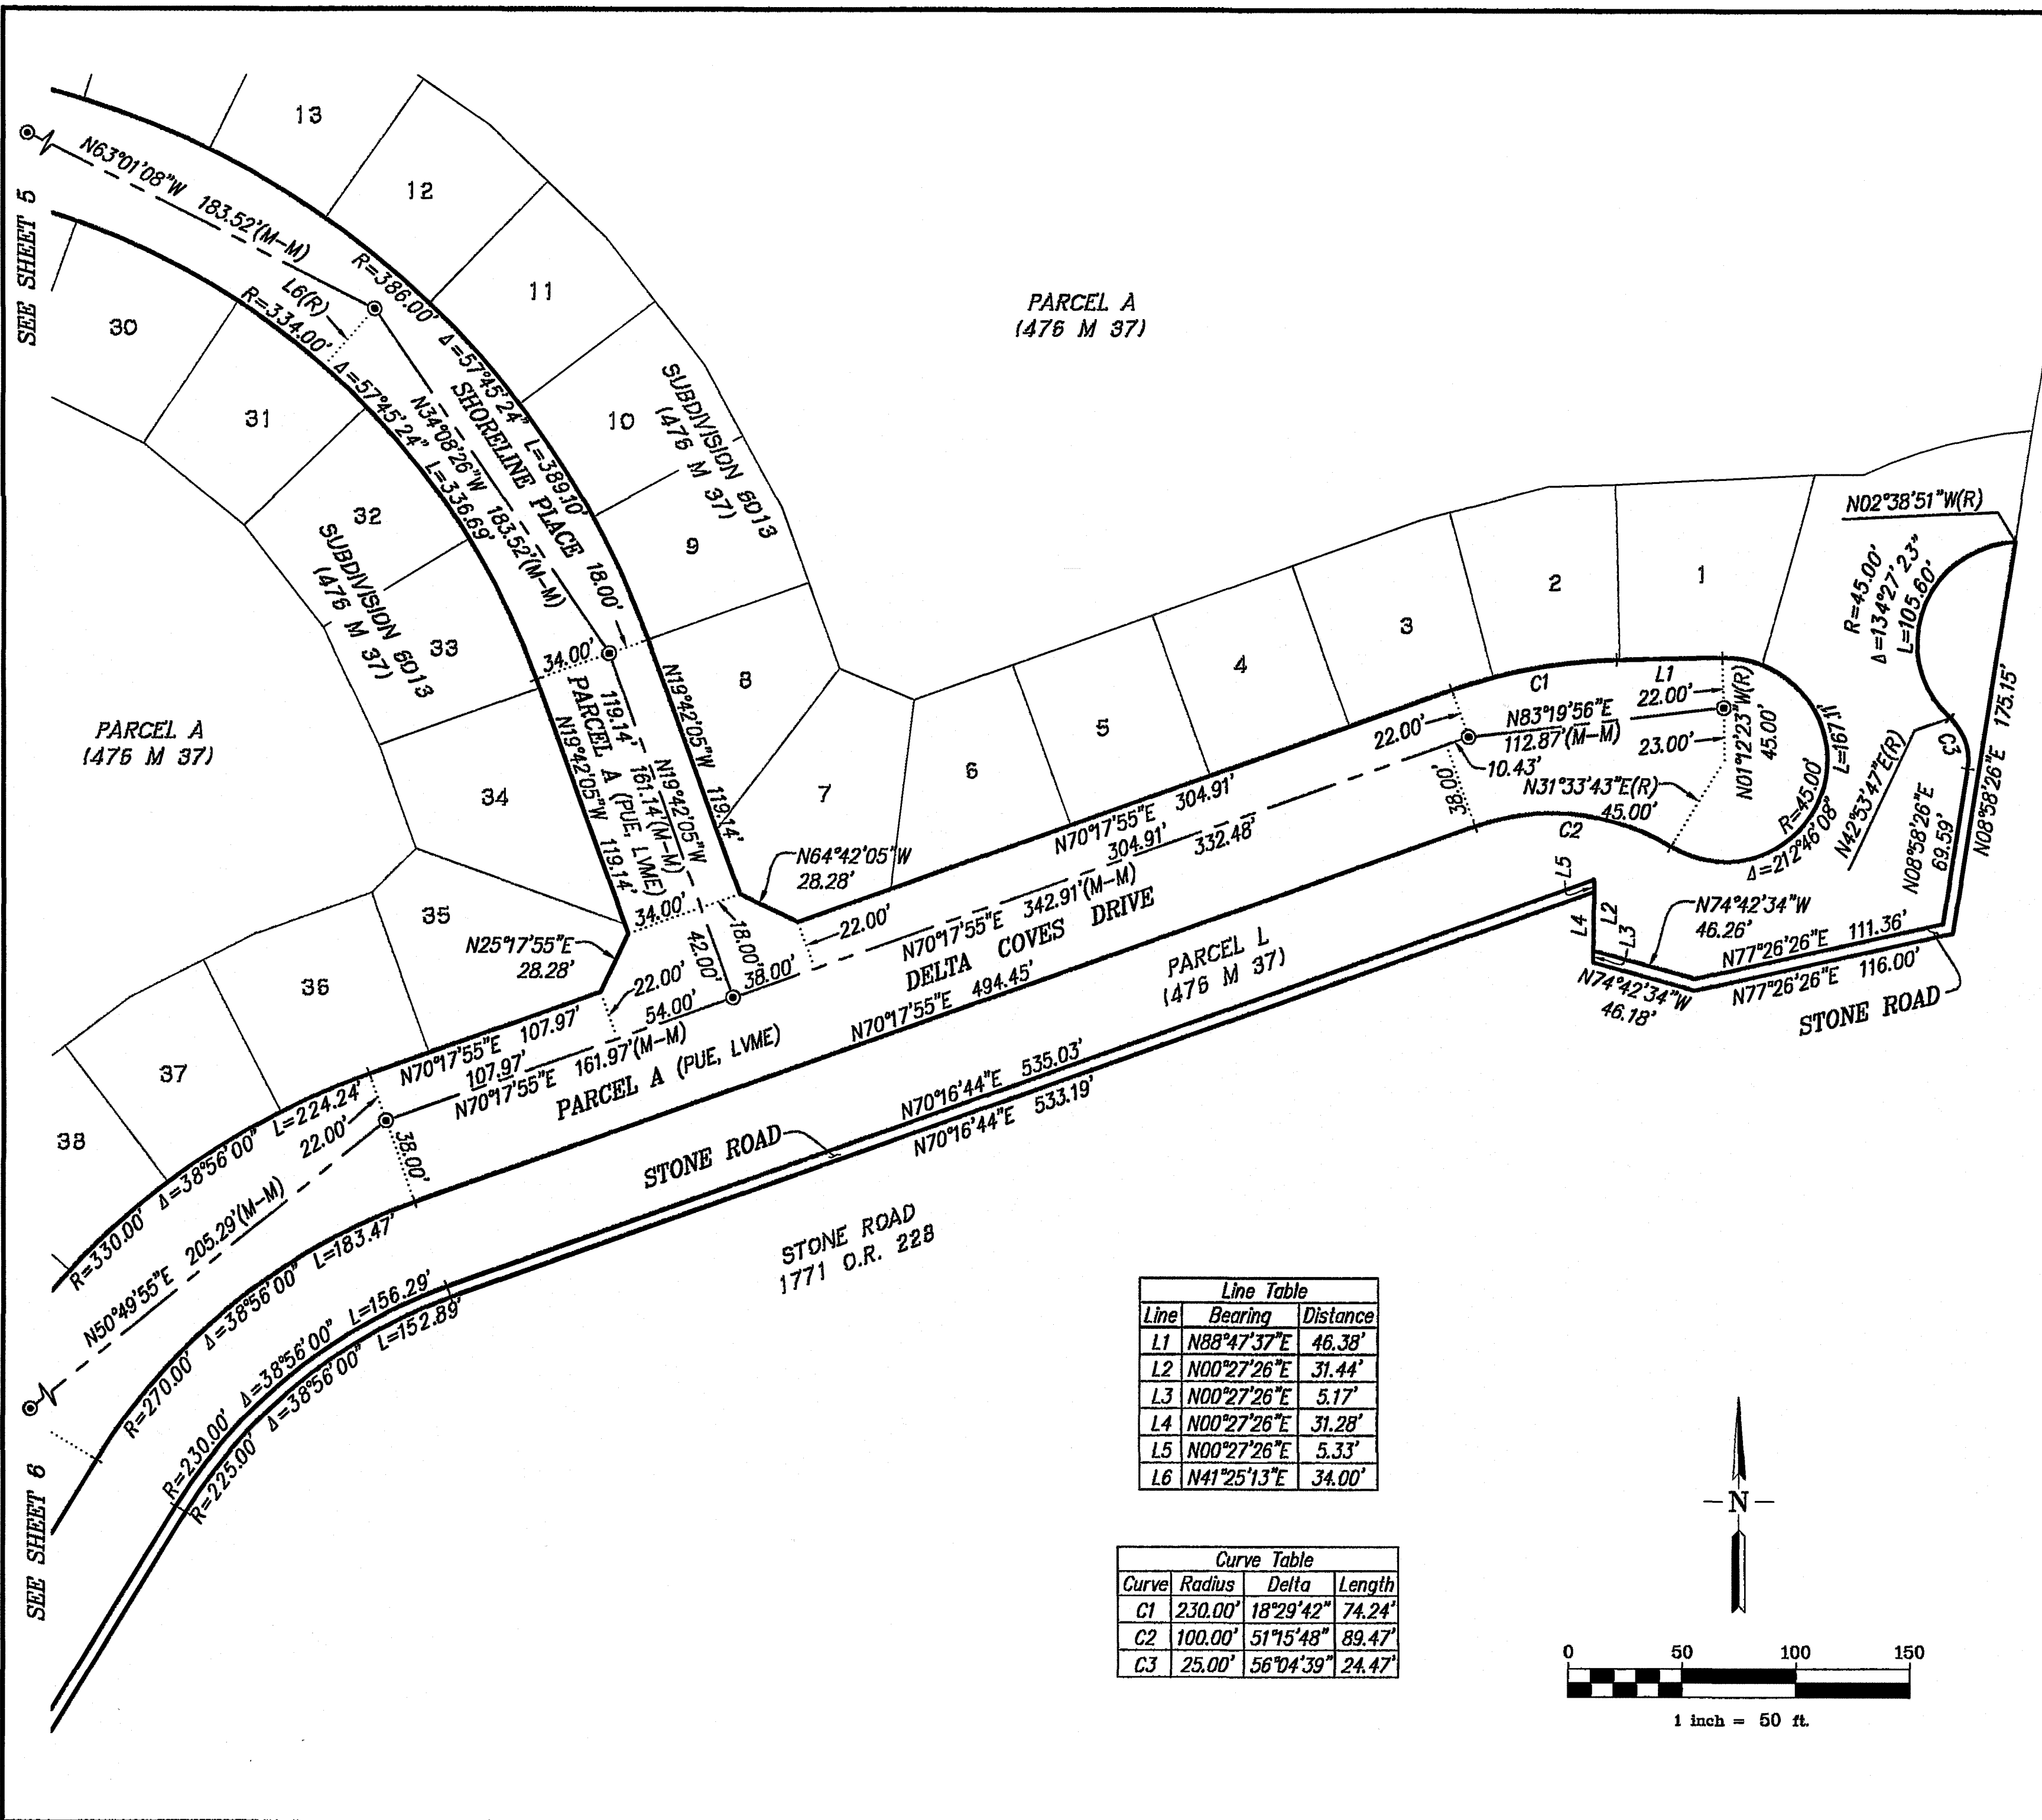 13
12
11
10
9
8
7
6
5
4
3
2
1
30
31
32
33
34
35
36
37
38
SEE SHEET 5
SEE SHEET 6
N63°01'08"W 183.52'(M-M)
L6(R)
R=386.00' Δ=57°45'24" L=389.10'
R=334.00' Δ=57°45'24" L=336.69'
SHORELINE PLACE
N34°08'26"W 183.52'(M-M)
18.00'
34.00'
SUBDIVISION 6013
(476 M 37)
SUBDIVISION 6013
(476 M 37)
PARCEL A
(476 M 37)
PARCEL A
(476 M 37)
N19°42'05"W 119.14'
N19°42'05"W 119.14'
119.14'
N19°42'05"W
161.14'(M-M)
PARCEL A (PUE, LVME)
34.00'
18.00'
42.00'
N64°42'05"W
28.28'
N25°17'55"E
28.28'
22.00'
22.00'
54.00'
38.00'
N70°17'55"E 107.97'
107.97'
N70°17'55"E 161.97'(M-M)
PARCEL A (PUE, LVME)
N70°17'55"E 304.91'
304.91'
332.48'
N70°17'55"E 342.91'(M-M)
DELTA COVES DRIVE
N70°17'55"E 494.45'
PARCEL L
(476 M 37)
N70°16'44"E 535.03'
N70°16'44"E 533.19'
STONE ROAD
STONE ROAD
1771 O.R. 228
R=330.00' Δ=38°56'00" L=224.24'
22.00'
38.00'
N50°49'55"E 205.29'(M-M)
R=270.00' Δ=38°56'00" L=183.47'
R=230.00' Δ=38°56'00" L=156.29'
R=225.00' Δ=38°56'00" L=152.89'
C1
L1
22.00'
22.00'
N83°19'56"E
112.87'(M-M)
10.43'
38.00'
23.00'
N01°12'23"W(R)
45.00'
N31°33'43"E(R)
45.00'
C2
R=45.00'
Δ=212°46'08"
L=167.11'
N02°38'51"W(R)
R=45.00'
Δ=134°27'23"
L=105.60'
N42°53'47"E(R)
C3
N08°58'26"E
69.59'
N08°58'26"E 175.15'
L5
L4
L2
L3
N74°42'34"W
46.26'
N74°42'34"W
46.18'
N77°26'26"E 111.36'
N77°26'26"E 116.00'
STONE ROAD
Line Table
Line Bearing Distance
L1 N88°47'37"E 46.38'
L2 N00°27'26"E 31.44'
L3 N00°27'26"E 5.17'
L4 N00°27'26"E 31.28'
L5 N00°27'26"E 5.33'
L6 N41°25'13"E 34.00'
Curve Table
Curve Radius Delta Length
C1 230.00' 18°29'42" 74.24'
C2 100.00' 51°15'48" 89.47'
C3 25.00' 56°04'39" 24.47'
N
0 50 100 150
1 inch = 50 ft.